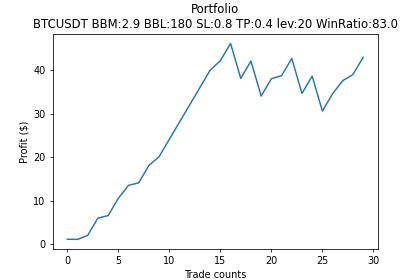 Portfolio
BTCUSDT BBM:2.9 BBL:180 SL:0.8 TP:0.4 lev:20 WinRatio:83.0
40
30
20
10
0
Profit ($)
0 5 10 15 20 25 30
Trade counts